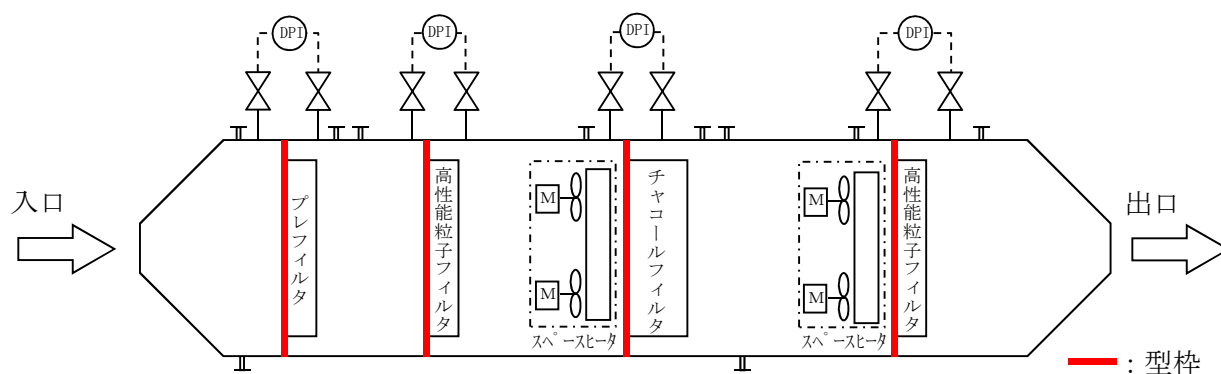 DPI
DPI
DPI
DPI
入口
プレフィルタ
高性能粒子フィルタ
M
M
スペースヒータ
チャコールフィルタ
M
M
スペースヒータ
高性能粒子フィルタ
出口
：型枠